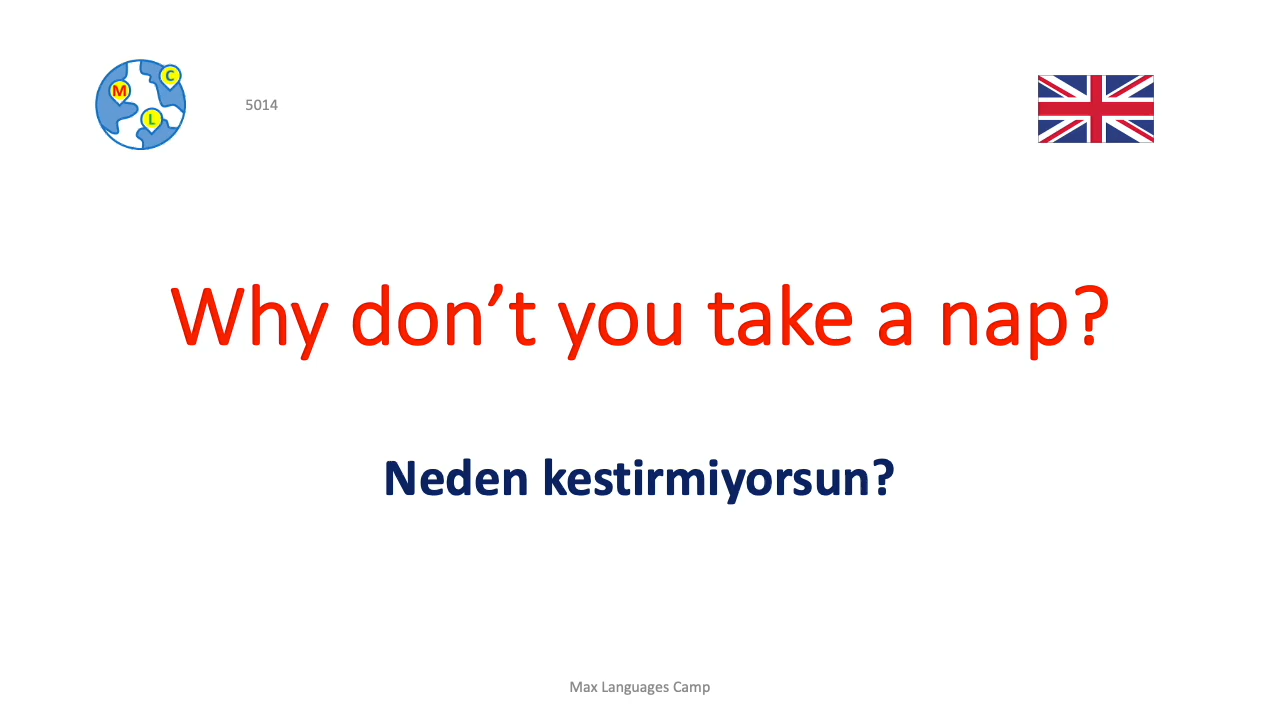 C
M
L
5014
Why don’t you take a nap?
Neden kestirmiyorsun?
Max Languages Camp